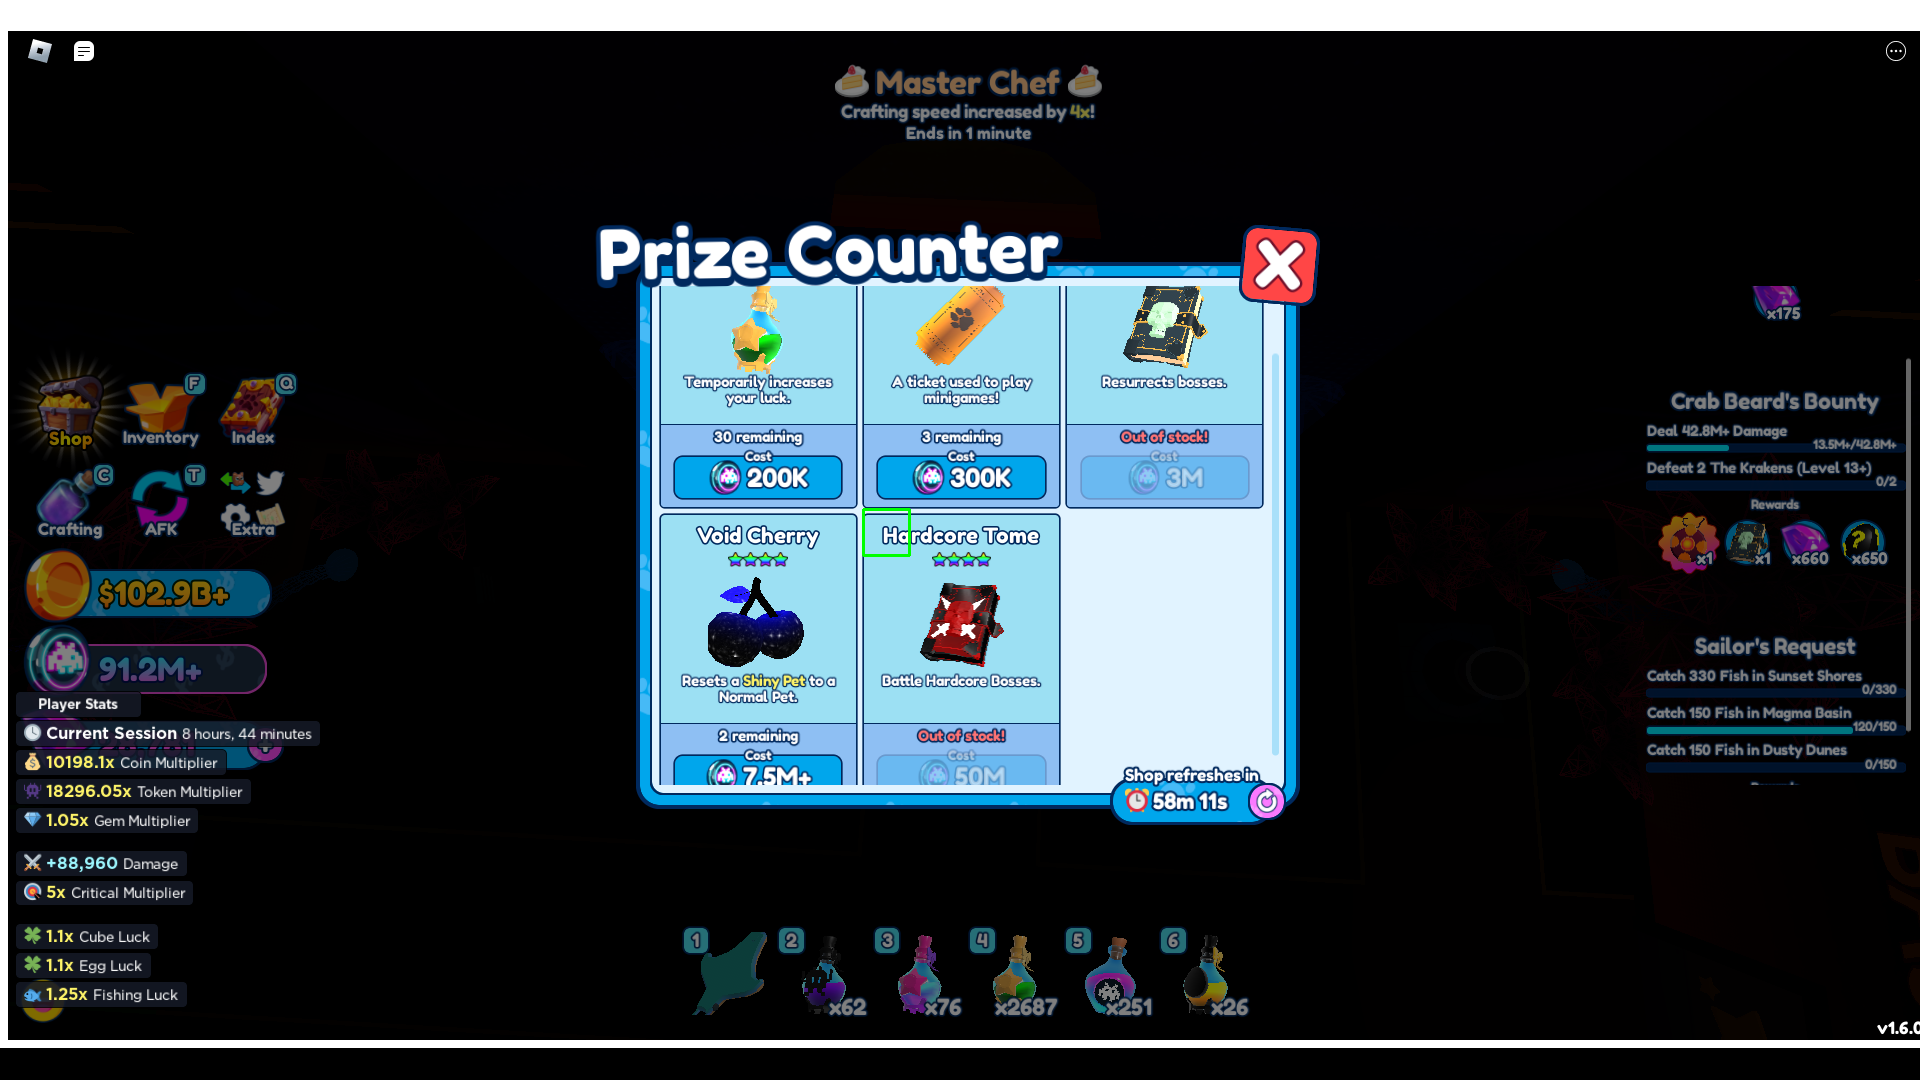 Master Chef
Crafting speed increased by 4x!
Ends in 1 minute
Prize Counter
Temporarily increases
your luck.
30 remaining
Cost
200K
A ticket used to play
minigames!
3 remaining
Cost
300K
Resurrects bosses.
Out of stock!
Cost
3M
Void Cherry
Resets a Shiny Pet to a
Normal Pet.
2 remaining
Cost
7.5M+
Hardcore Tome
Battle Hardcore Bosses.
Out of stock!
Cost
50M
Shop refreshes in
58m 11s
Shop
F
Inventory
Q
Index
C
Crafting
T
AFK
Extra
$102.9B+
91.2M+
Player Stats
Current Session 8 hours, 44 minutes
10198.1x Coin Multiplier
18296.05x Token Multiplier
1.05x Gem Multiplier
+88,960 Damage
5x Critical Multiplier
1.1x Cube Luck
1.1x Egg Luck
1.25x Fishing Luck
x175
Crab Beard's Bounty
Deal 42.8M+ Damage
13.5M+/42.8M+
Defeat 2 The Krakens (Level 13+)
0/2
Rewards
x1
x1
x660
x650
Sailor's Request
Catch 330 Fish in Sunset Shores
0/330
Catch 150 Fish in Magma Basin
120/150
Catch 150 Fish in Dusty Dunes
0/150
1
2
x62
3
x76
4
x2687
5
x251
6
x26
v1.6.0